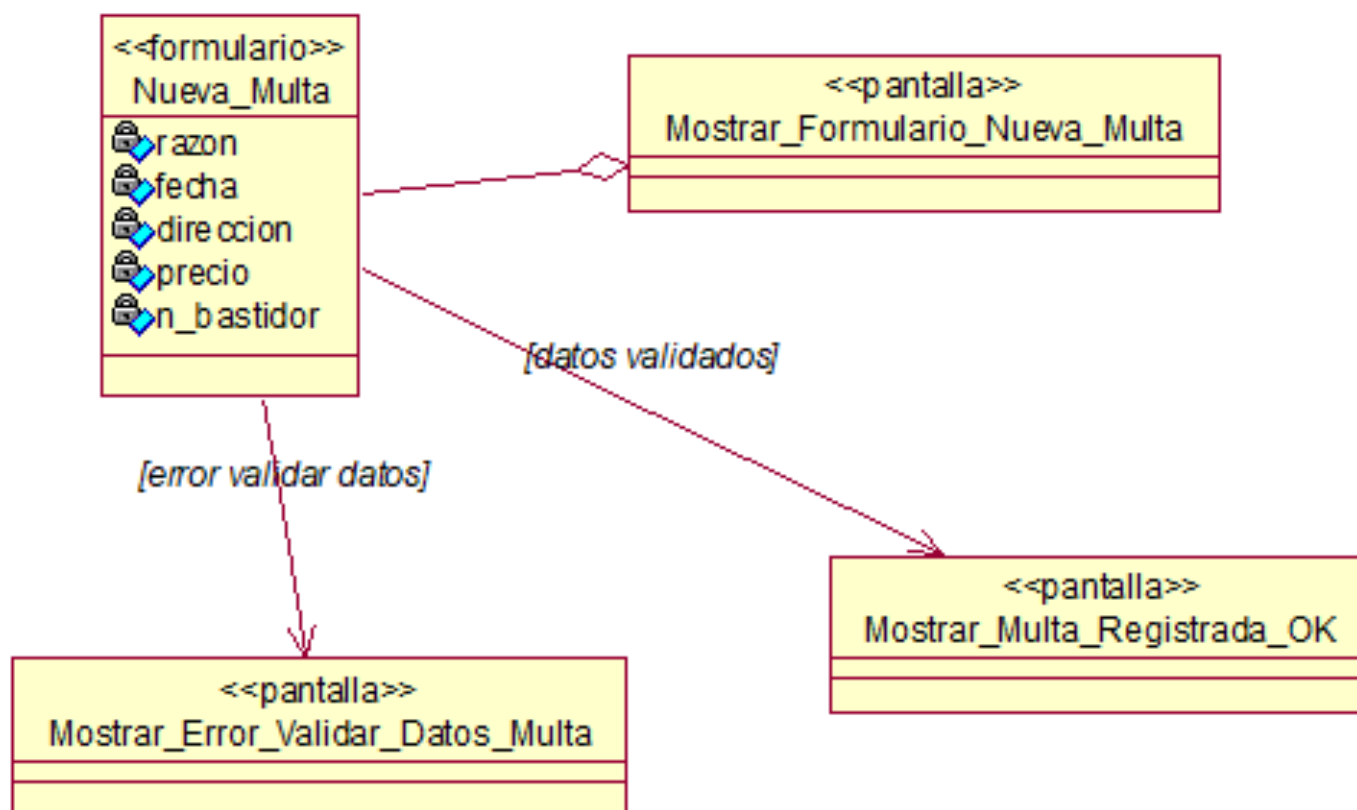 <<formulario>>
Nueva_Multa
razon
fecha
direccion
precio
n_bastidor
<<pantalla>>
Mostrar_Formulario_Nueva_Multa
[datos validados]
[error validar datos]
<<pantalla>>
Mostrar_Multa_Registrada_OK
<<pantalla>>
Mostrar_Error_Validar_Datos_Multa